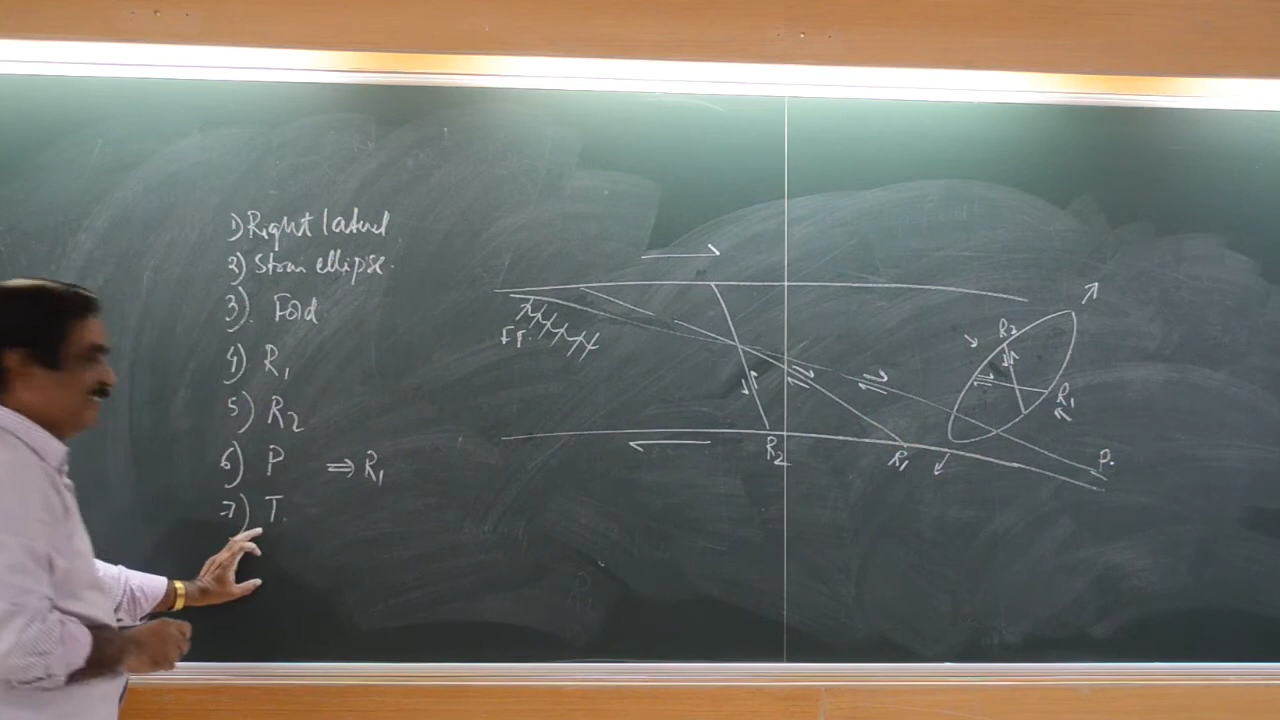 1) Right lateral
2) Strain ellipse.
3). Fold
4) R1
5) R2
6) P ⇒ R1
7) T.
R2
R1
P.
R2
R1